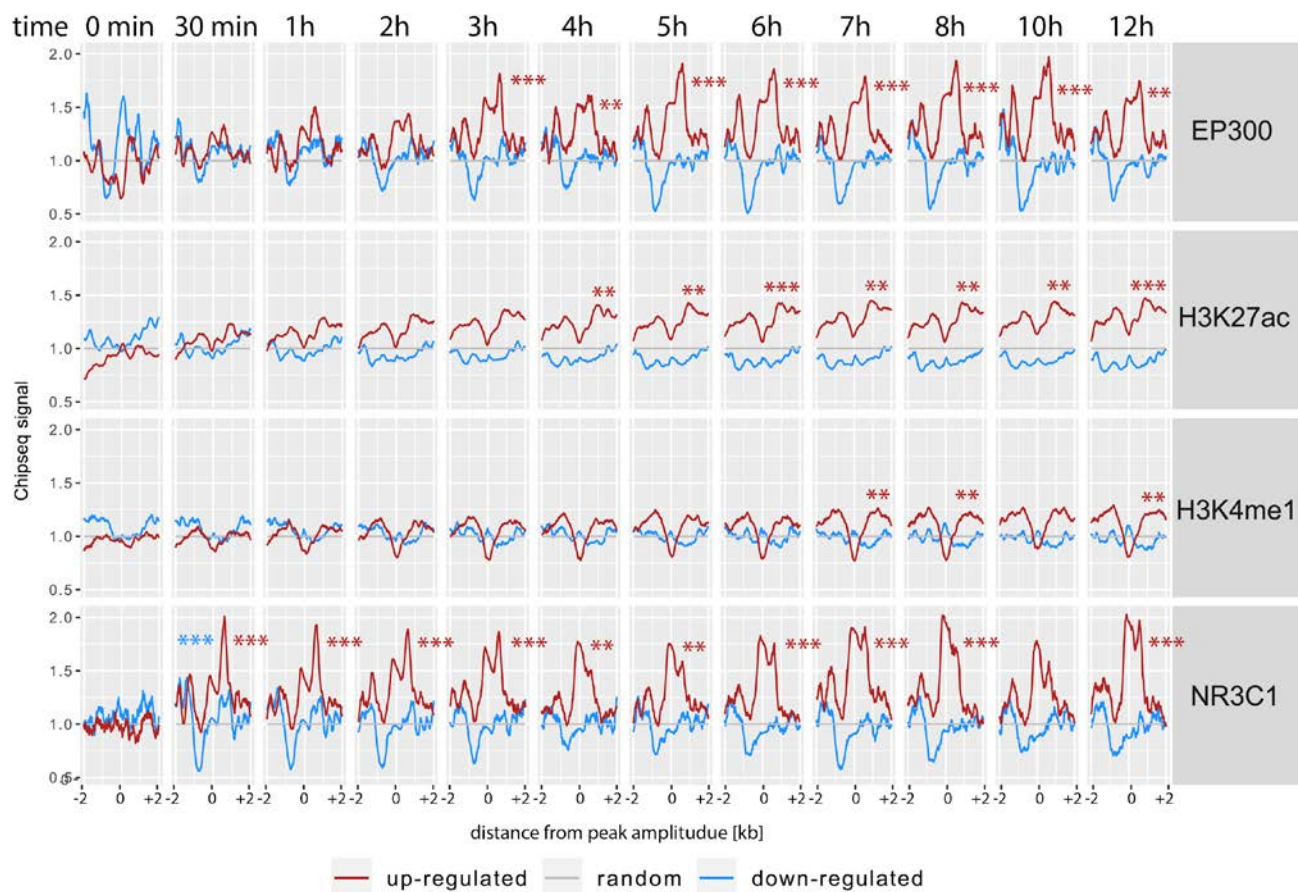 time 0 min 30 min 1h 2h 3h 4h 5h 6h 7h 8h 10h 12h
2.0
1.5
1.0
0.5
*** ** *** *** *** *** *** **
EP300
2.0
1.5
1.0
0.5
** ** *** ** ** ** ***
H3K27ac
Chipseq signal
2.0
1.5
1.0
0.5
** ** **
H3K4me1
2.0
1.5
1.0
*** *** *** *** *** ** ** *** *** *** ***
NR3C1
-2 0 +2 -2 0 +2 -2 0 +2 -2 0 +2 -2 0 +2 -2 0 +2 -2 0 +2 -2 0 +2 -2 0 +2 -2 0 +2 -2 0 +2 -2 0 +2
distance from peak amplitudue [kb]
up-regulated random down-regulated